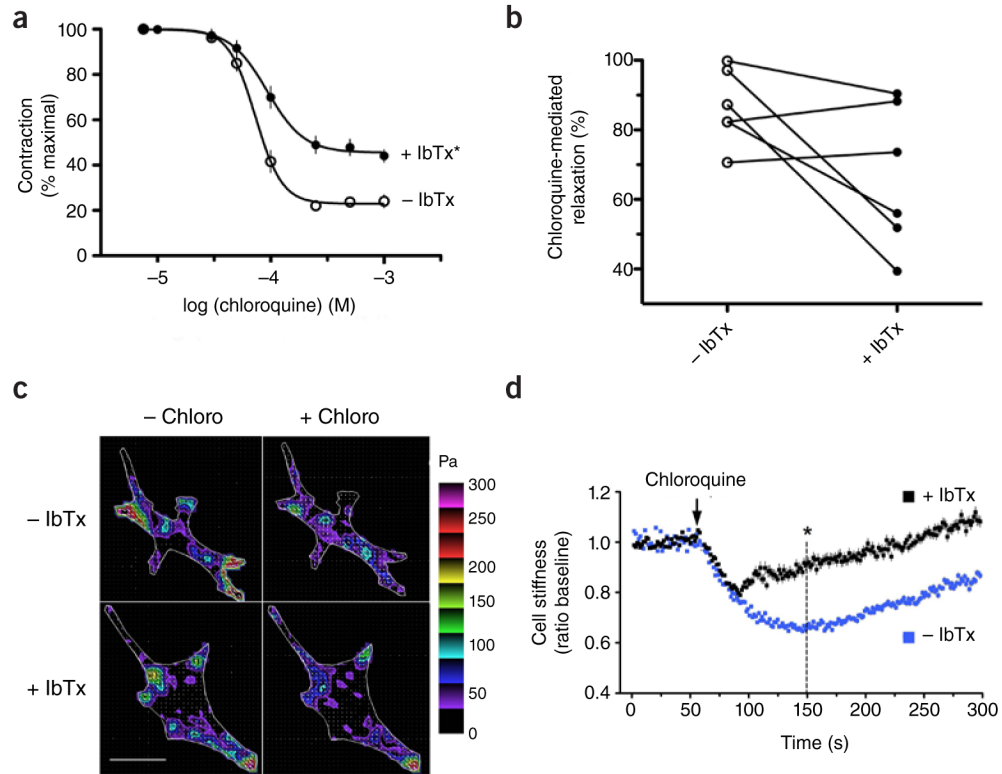 a
100
80
60
40
20
0
Contraction
(% maximal)
+ IbTx*
– IbTx
–5
–4
–3
log (chloroquine) (M)
b
100
80
60
40
Chloroquine-mediated
relaxation (%)
– IbTx
+ IbTx
c
– Chloro
+ Chloro
– IbTx
+ IbTx
Pa
300
250
200
150
100
50
0
d
Chloroquine
1.2
1.0
0.8
0.6
0.4
Cell stiffness
(ratio baseline)
*
+ IbTx
– IbTx
0
50
100
150
200
250
300
Time (s)